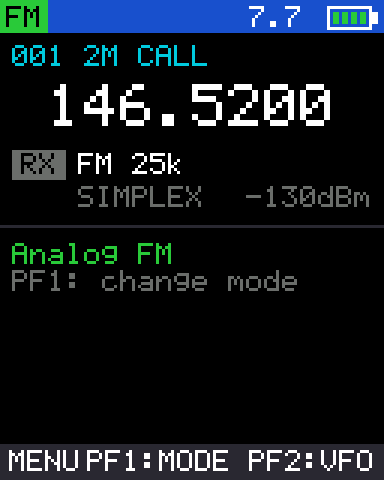 FM 7.7
001 2M CALL
146.5200
RX FM 25k
SIMPLEX -130dBm
Analog FM
PF1: change mode
MENU PF1:MODE PF2:VFO